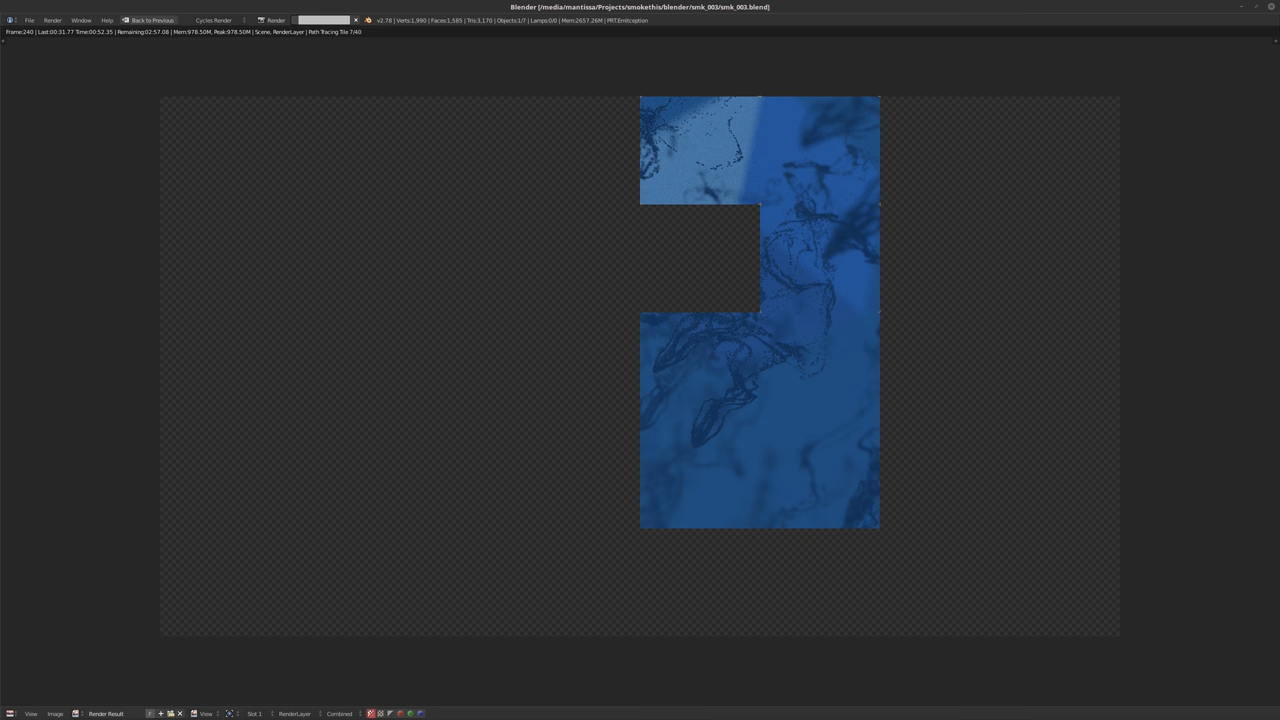 Blender [/media/mantissa/Projects/smokethis/blender/smk_003/smk_003.blend]
File Render Window Help Back to Previous Cycles Render Render v2.78 | Verts:1,990 | Faces:1,585 | Tris:3,170 | Objects:1/7 | Lamps:0/0 | Mem:2657.26M | PRT.Emitception
Frame:240 | Last:00:31.77 Time:00:52.35 | Remaining:02:57.08 | Mem:978.50M, Peak:978.50M | Scene, RenderLayer | Path Tracing Tile 7/40
View Image Render Result F View Slot 1 RenderLayer Combined